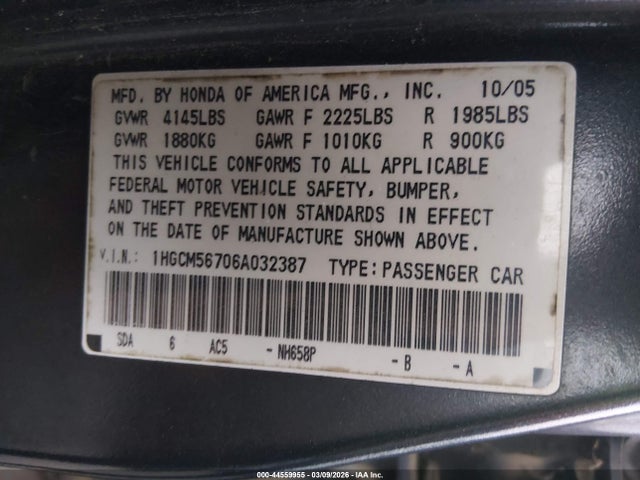 MFD. BY HONDA OF AMERICA MFG., INC. 10/05
GVWR 4145LBS GAWR F 2225LBS R 1985LBS
GVWR 1880KG GAWR F 1010KG R 900KG
THIS VEHICLE CONFORMS TO ALL APPLICABLE
FEDERAL MOTOR VEHICLE SAFETY, BUMPER,
AND THEFT PREVENTION STANDARDS IN EFFECT
ON THE DATE OF MANUFACTURE SHOWN ABOVE.
V.I.N.: 1HGCM56706A032387 TYPE: PASSENGER CAR
SDA 6 AC5 - NH658P - B - A
000-44559955 - 03/09/2026 - IAA Inc.